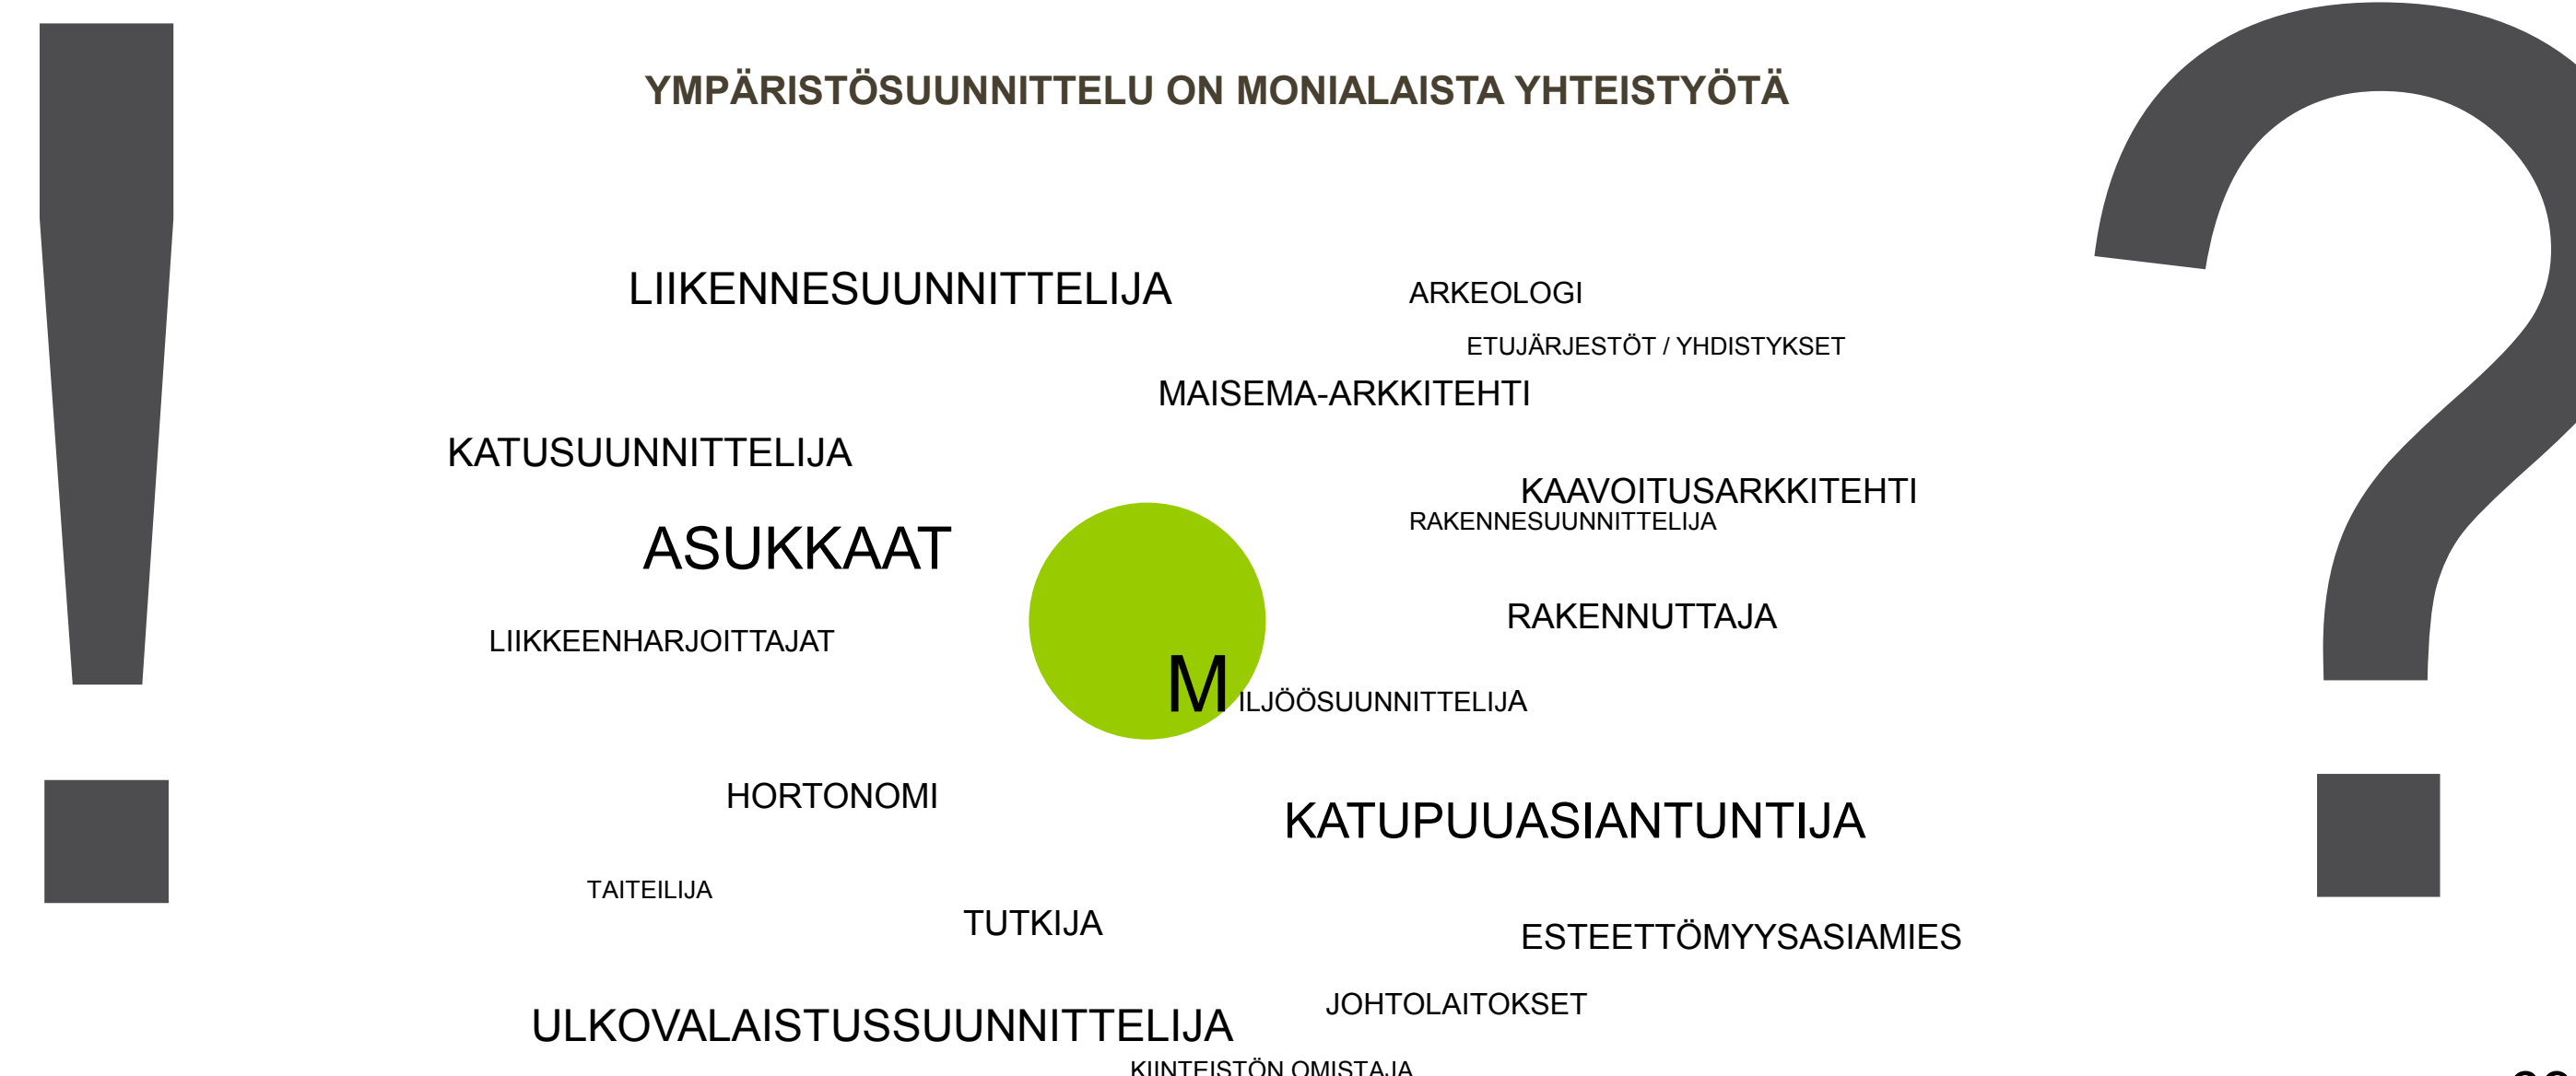 YMPÄRISTÖSUUNNITTELU ON MONIALAISTA YHTEISTYÖTÄ
!
?
LIIKENNESUUNNITTELIJA
ARKEOLOGI
ETUJÄRJESTÖT / YHDISTYKSET
MAISEMA-ARKKITEHTI
KATUSUUNNITTELIJA
KAAVOITUSARKKITEHTI
RAKENNESUUNNITTELIJA
ASUKKAAT
RAKENNUTTAJA
LIIKKEENHARJOITTAJAT
MILJÖÖSUUNNITTELIJA
HORTONOMI
KATUPUUASIANTUNTIJA
TAITEILIJA
TUTKIJA
ESTEETTÖMYYSASIAMIES
JOHTOLAITOKSET
ULKOVALAISTUSSUUNNITTELIJA
KIINTEISTÖN OMISTAJA